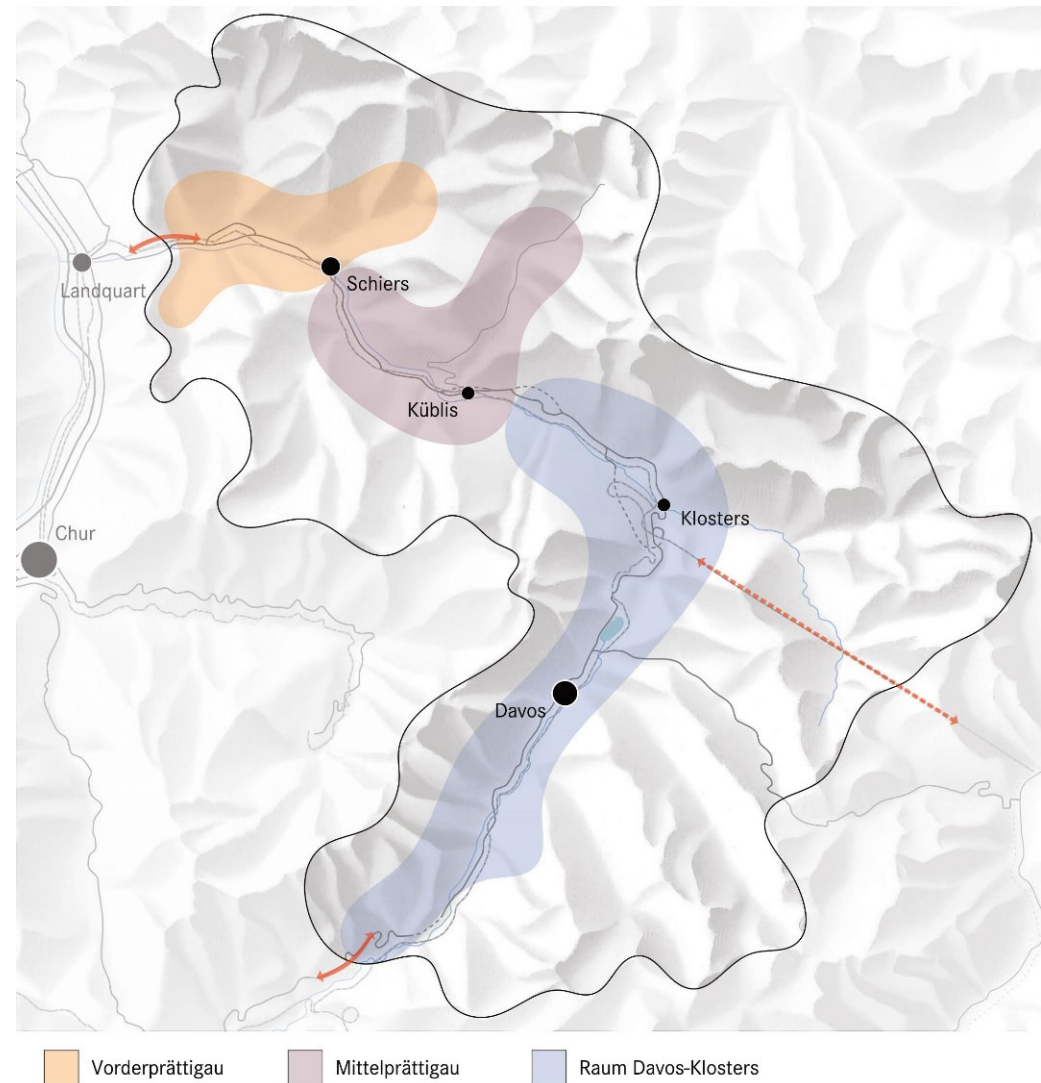 Schiers
Landquart
Küblis
Klosters
Chur
Davos
Vorderprättigau
Mittelprättigau
Raum Davos-Klosters